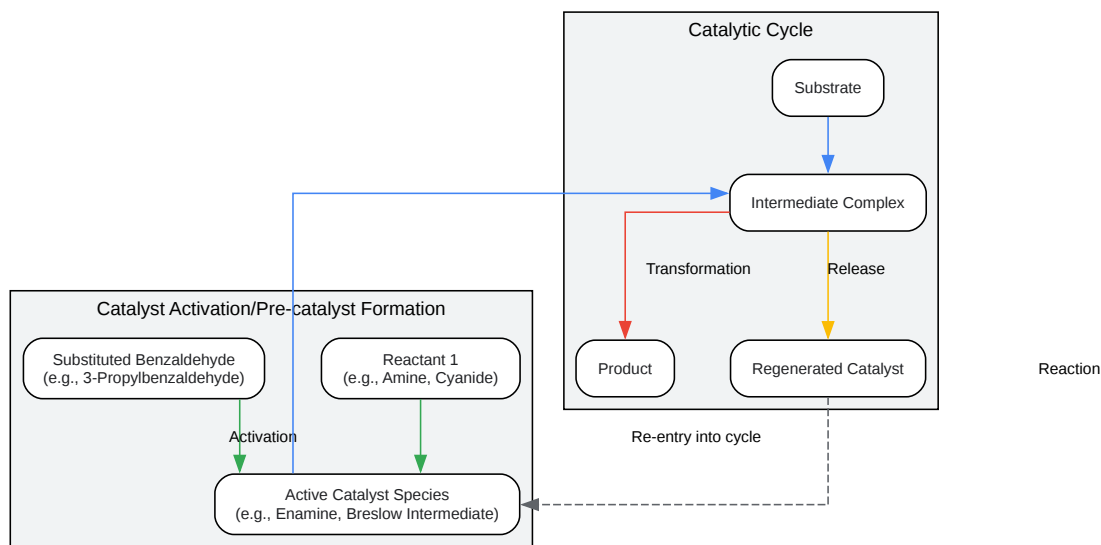 Catalytic Cycle
Substrate
Intermediate Complex
Transformation
Release
Catalyst Activation/Pre-catalyst Formation
Substituted Benzaldehyde
(e.g., 3-Propylbenzaldehyde)
Reactant 1
(e.g., Amine, Cyanide)
Product
Regenerated Catalyst
Reaction
Activation
Re-entry into cycle
Active Catalyst Species
(e.g., Enamine, Breslow Intermediate)